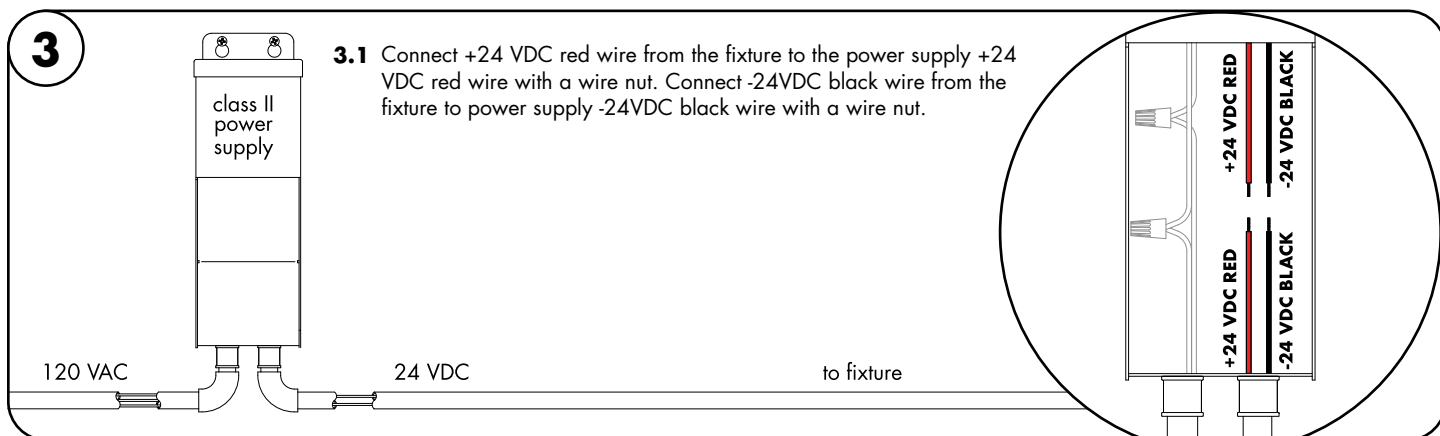 3
3.1 Connect +24 VDC red wire from the fixture to the power supply +24
VDC red wire with a wire nut. Connect -24VDC black wire from the
fixture to power supply -24VDC black wire with a wire nut.
class II
power
supply
120 VAC
24 VDC
to fixture
+24 VDC RED
-24 VDC BLACK
+24 VDC RED
-24 VDC BLACK